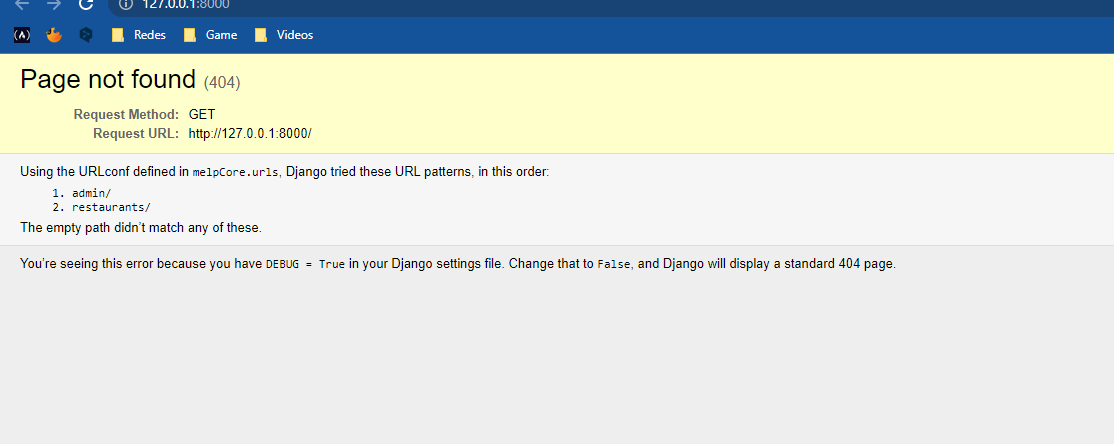 127.0.0.1:8000
(A) Redes Game Videos
Page not found (404)
Request Method: GET
Request URL: http://127.0.0.1:8000/
Using the URLconf defined in melpCore.urls, Django tried these URL patterns, in this order:
1. admin/
2. restaurants/
The empty path didn’t match any of these.
You’re seeing this error because you have DEBUG = True in your Django settings file. Change that to False, and Django will display a standard 404 page.